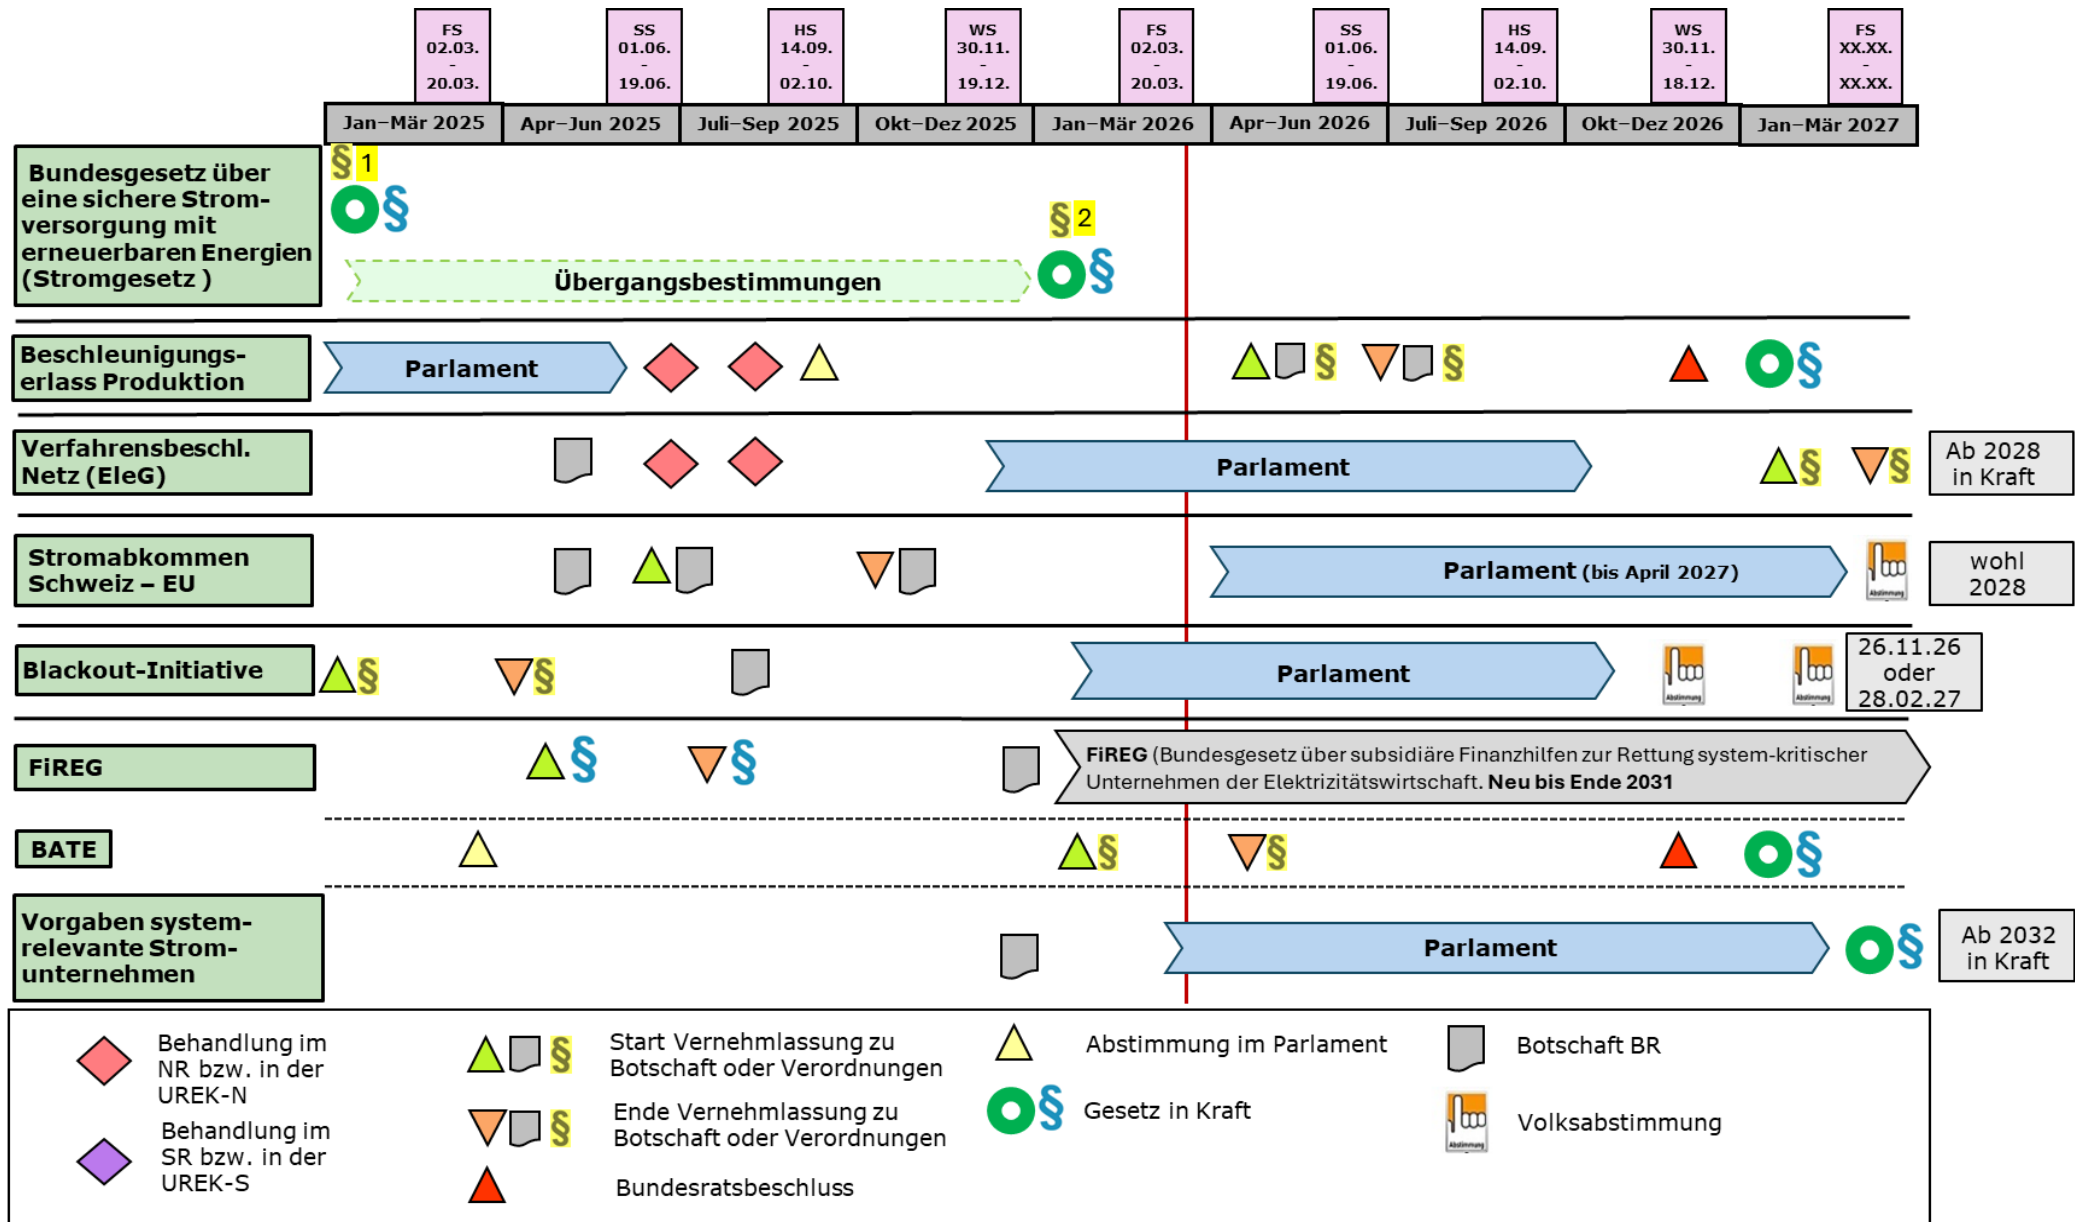 FS
02.03.
-
20.03.
SS
01.06.
-
19.06.
HS
14.09.
-
02.10.
WS
30.11.
-
19.12.
FS
02.03.
-
20.03.
SS
01.06.
-
19.06.
HS
14.09.
-
02.10.
WS
30.11.
-
18.12.
FS
XX.XX.
-
XX.XX.
Jan–Mär 2025
Apr–Jun 2025
Juli–Sep 2025
Okt–Dez 2025
Jan–Mär 2026
Apr–Jun 2026
Juli–Sep 2026
Okt–Dez 2026
Jan–Mär 2027
Bundesgesetz über
eine sichere Strom-
versorgung mit
erneuerbaren Energien
(Stromgesetz )
§ 1
§
Übergangsbestimmungen
§ 2
§
Beschleunigungs-
erlass Produktion
Parlament
§
§
§
Verfahrensbeschl.
Netz (EleG)
Parlament
§
§
Ab 2028
in Kraft
Stromabkommen
Schweiz – EU
Parlament (bis April 2027)
Abstimmung
wohl
2028
Blackout-Initiative
§
§
Parlament
Abstimmung
Abstimmung
26.11.26
oder
28.02.27
FiREG
§
§
FiREG (Bundesgesetz über subsidiäre Finanzhilfen zur Rettung system-kritischer
Unternehmen der Elektrizitätswirtschaft. Neu bis Ende 2031
BATE
§
§
§
Vorgaben system-
relevante Strom-
unternehmen
Parlament
§
Ab 2032
in Kraft
Behandlung im
NR bzw. in der
UREK-N
Behandlung im
SR bzw. in der
UREK-S
§
Start Vernehmlassung zu
Botschaft oder Verordnungen
§
Ende Vernehmlassung zu
Botschaft oder Verordnungen
Bundesratsbeschluss
Abstimmung im Parlament
§
Gesetz in Kraft
Botschaft BR
Abstimmung
Volksabstimmung